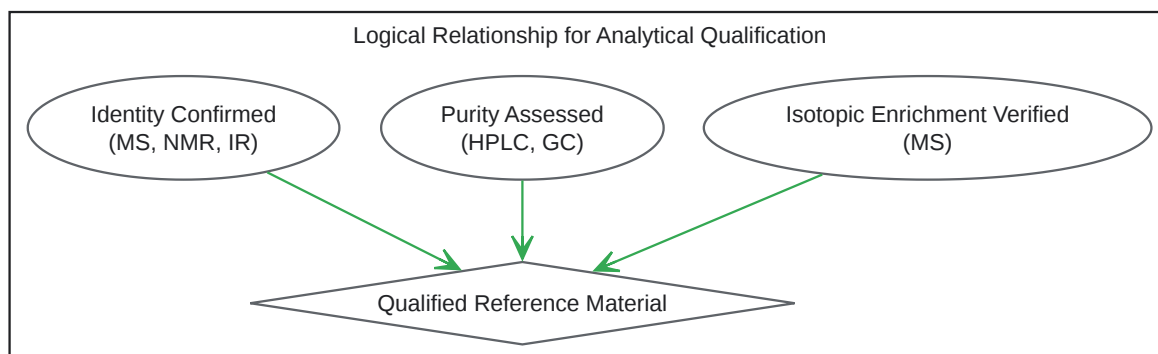 Logical Relationship for Analytical Qualification
Identity Confirmed
(MS, NMR, IR)
Purity Assessed
(HPLC, GC)
Isotopic Enrichment Verified
(MS)
Qualified Reference Material